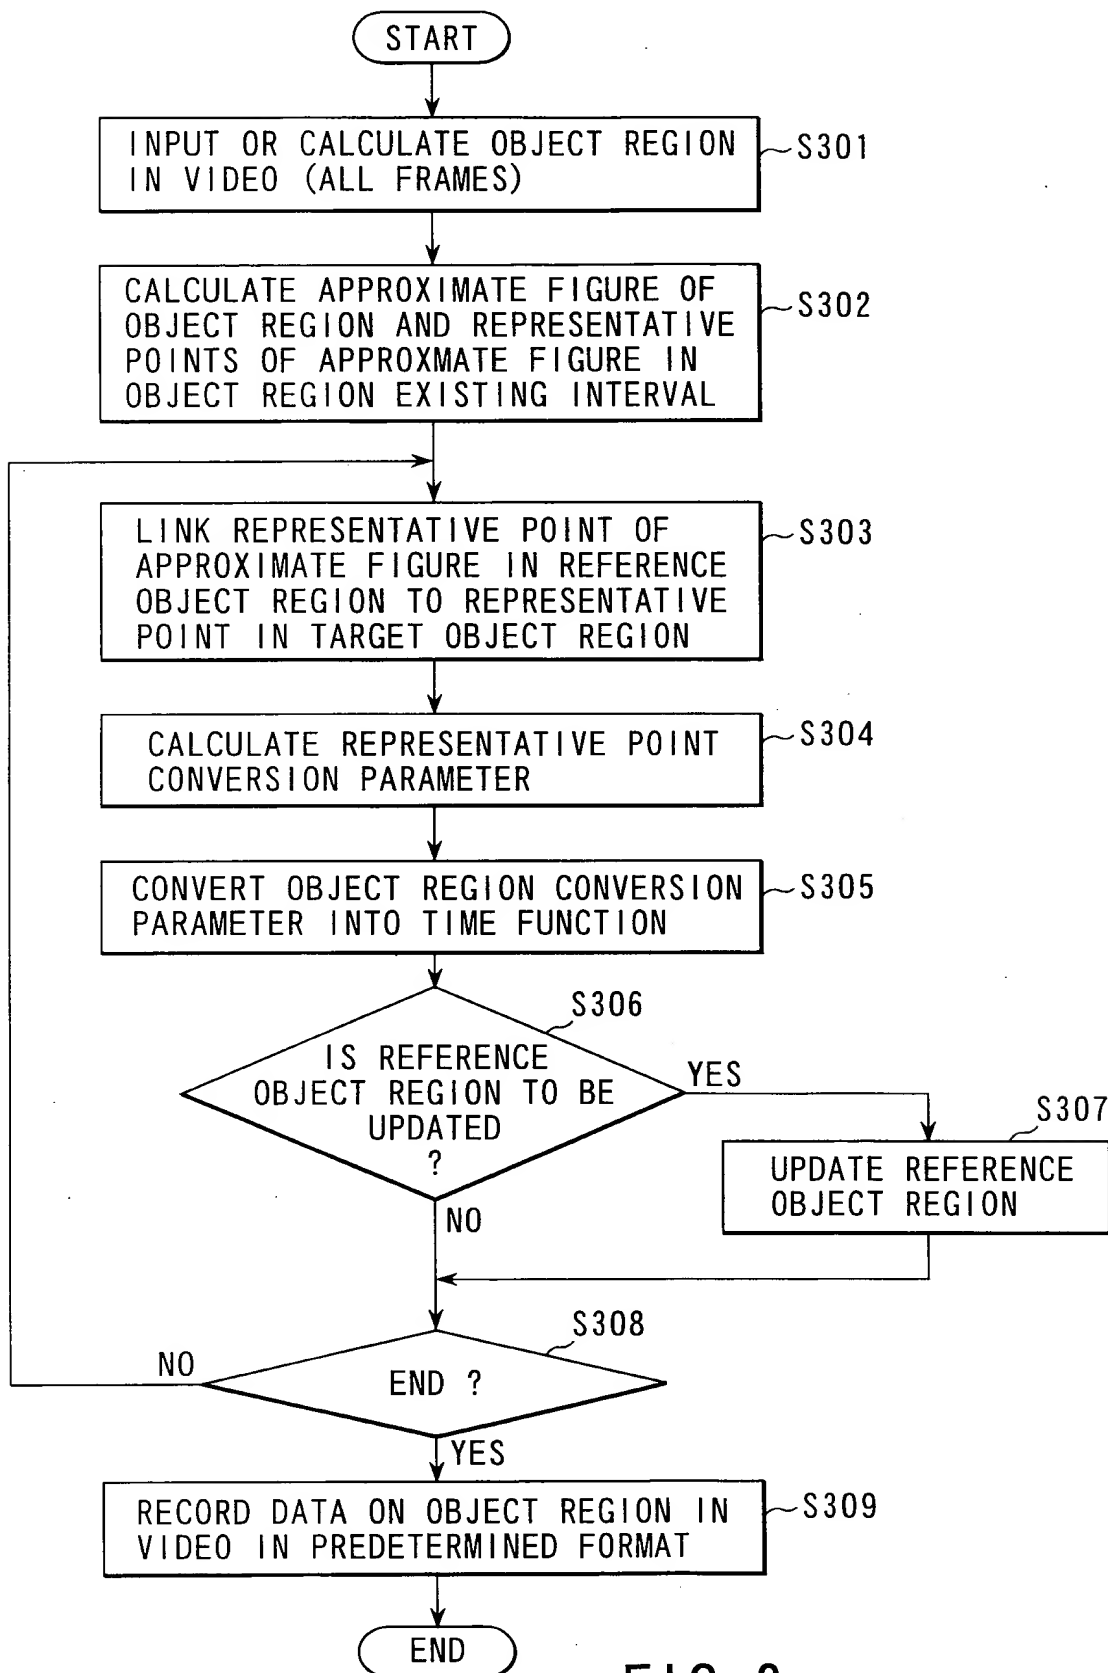 START
INPUT OR CALCULATE OBJECT REGION
IN VIDEO (ALL FRAMES)
S301
CALCULATE APPROXIMATE FIGURE OF
OBJECT REGION AND REPRESENTATIVE
POINTS OF APPROXMATE FIGURE IN
OBJECT REGION EXISTING INTERVAL
S302
LINK REPRESENTATIVE POINT OF
APPROXIMATE FIGURE IN REFERENCE
OBJECT REGION TO REPRESENTATIVE
POINT IN TARGET OBJECT REGION
S303
CALCULATE REPRESENTATIVE POINT
CONVERSION PARAMETER
S304
CONVERT OBJECT REGION CONVERSION
PARAMETER INTO TIME FUNCTION
S305
S306
IS REFERENCE
OBJECT REGION TO BE
UPDATED
?
YES
NO
S307
UPDATE REFERENCE
OBJECT REGION
S308
END ?
NO
YES
RECORD DATA ON OBJECT REGION IN
VIDEO IN PREDETERMINED FORMAT
S309
END